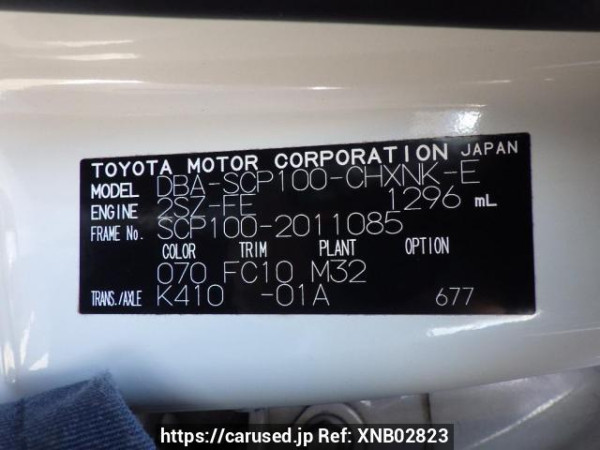 TOYOTA MOTOR CORPORATION JAPAN
MODEL DBA-SCP100-CHXNK-E
ENGINE 2SZ-FE 1296 mL
FRAME No. SCP100-2011085
COLOR TRIM PLANT OPTION
070 FC10 M32
TRANS./AXLE K410 -01A 677
https://carused.jp Ref: XNB02823